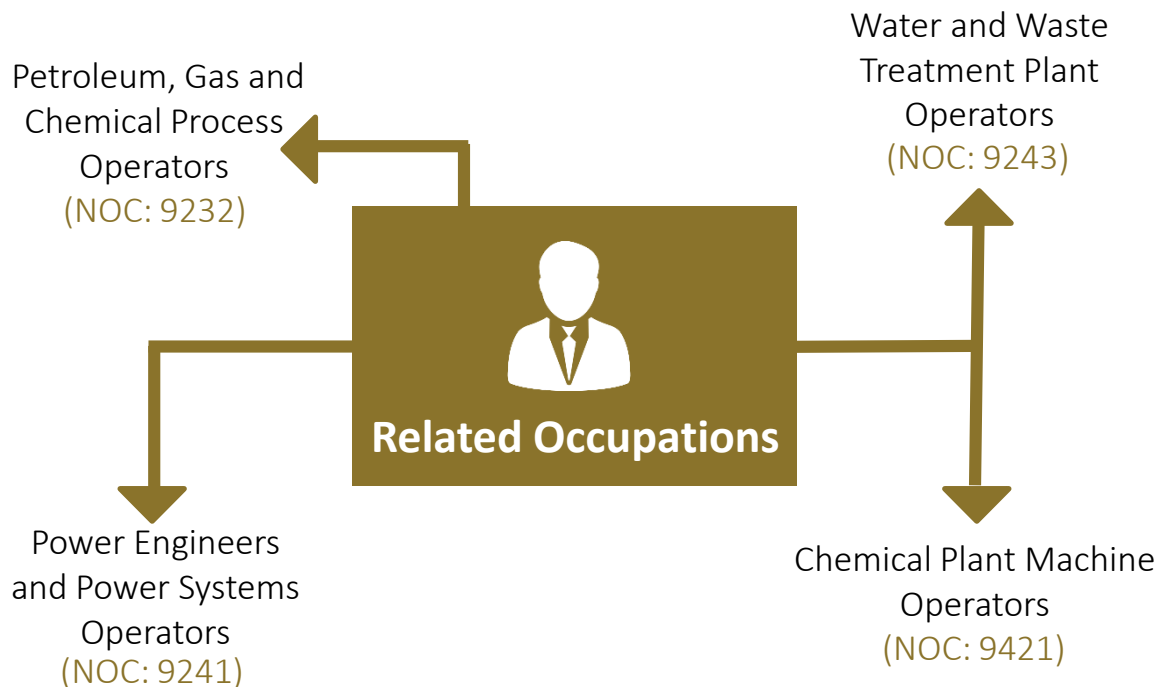 Petroleum, Gas and
Chemical Process
Operators
(NOC: 9232)
Water and Waste
Treatment Plant
Operators
(NOC: 9243)
Related Occupations
Power Engineers
and Power Systems
Operators
(NOC: 9241)
Chemical Plant Machine
Operators
(NOC: 9421)